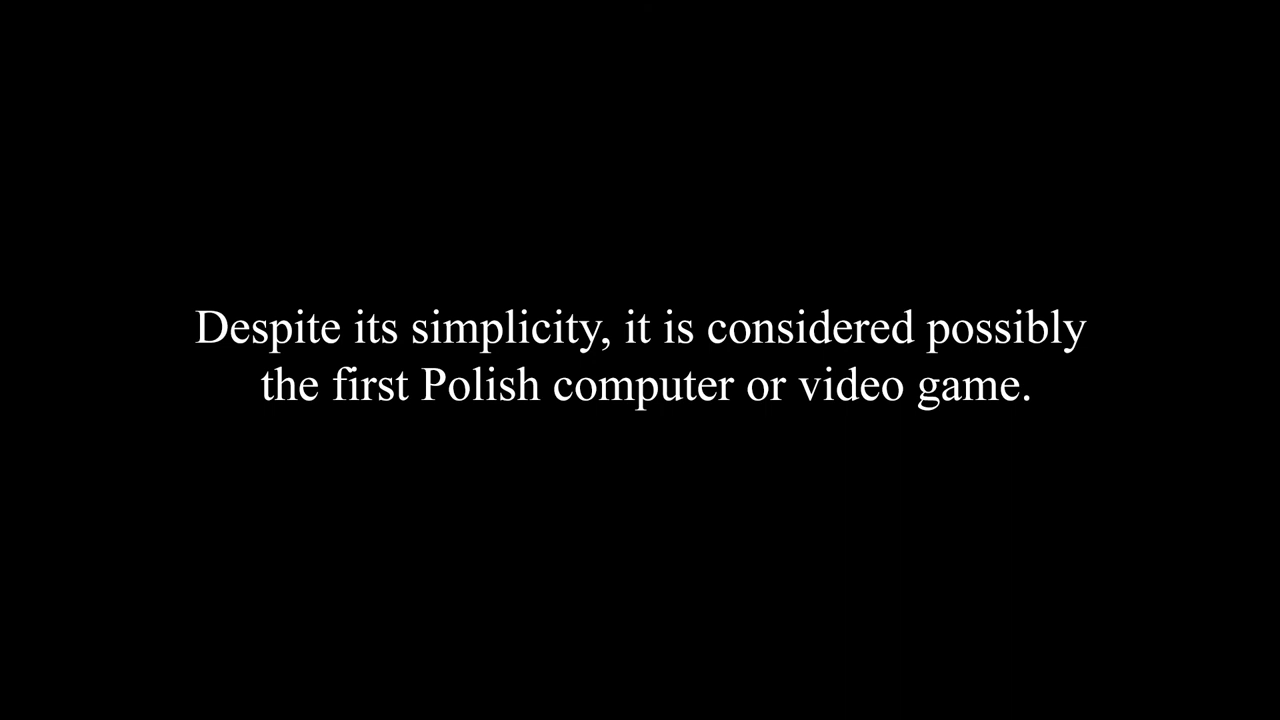 Despite its simplicity, it is considered possibly
the first Polish computer or video game.